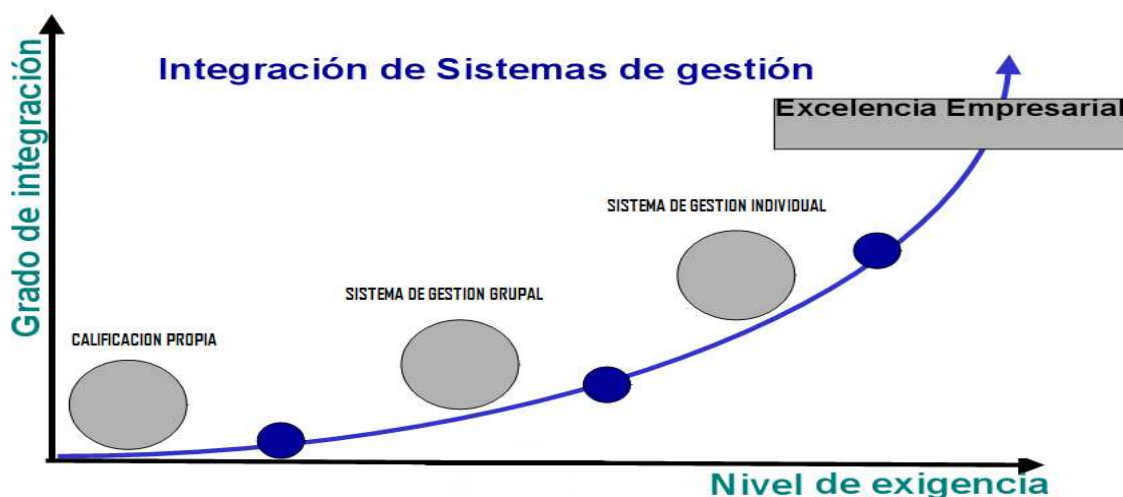 Integración de Sistemas de gestión
Grado de integración
Excelencia Empresarial
SISTEMA DE GESTION INDIVIDUAL
SISTEMA DE GESTION GRUPAL
CALIFICACION PROPIA
Nivel de exigencia